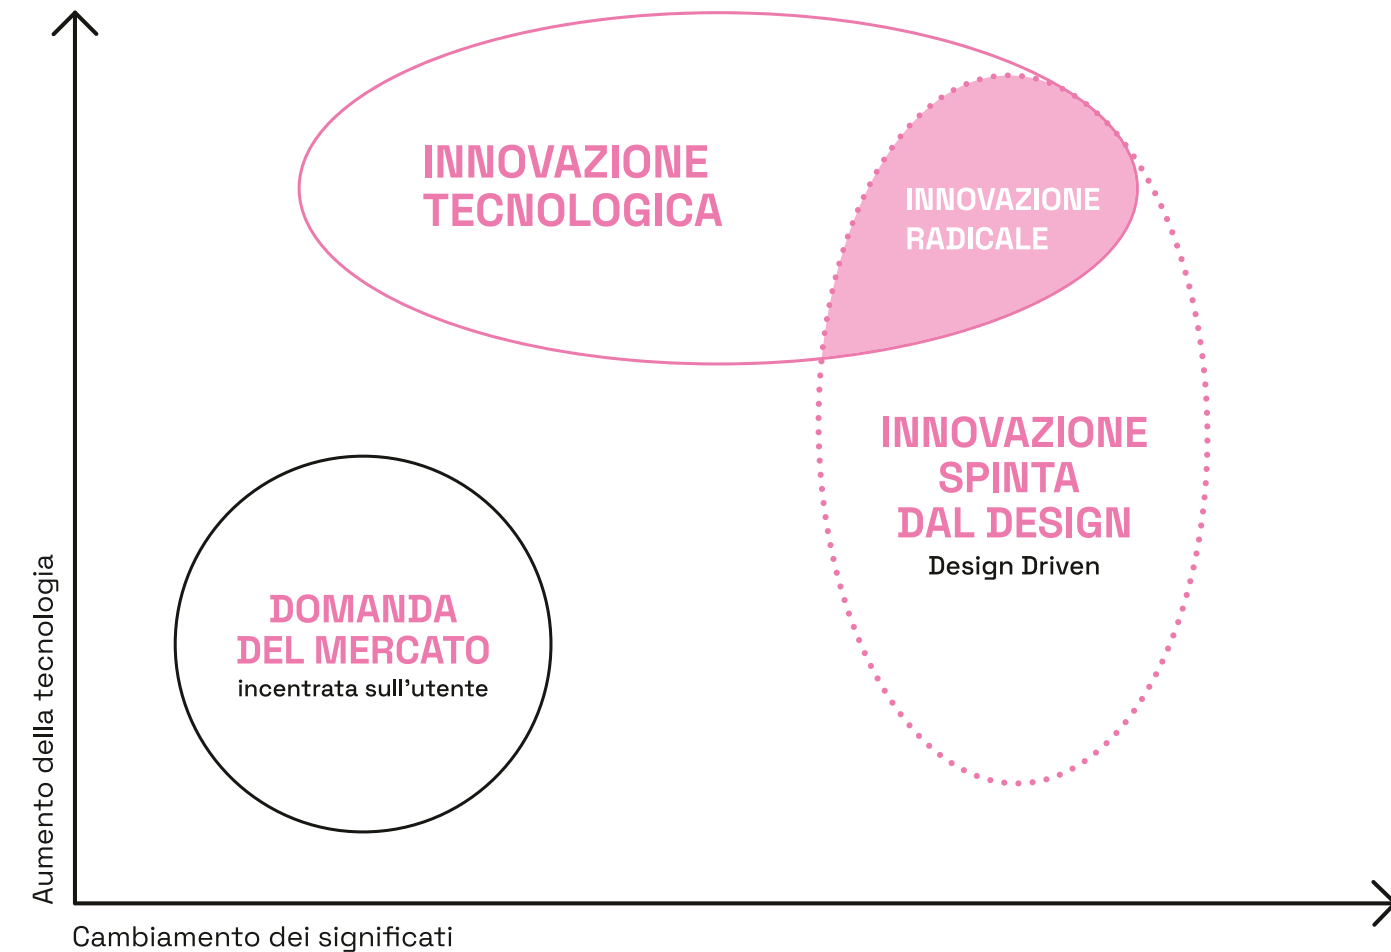 INNOVAZIONE
TECNOLOGICA
INNOVAZIONE
RADICALE
INNOVAZIONE
SPINTA
DAL DESIGN
Design Driven
DOMANDA
DEL MERCATO
incentrata sull'utente
Aumento della tecnologia
Cambiamento dei significati